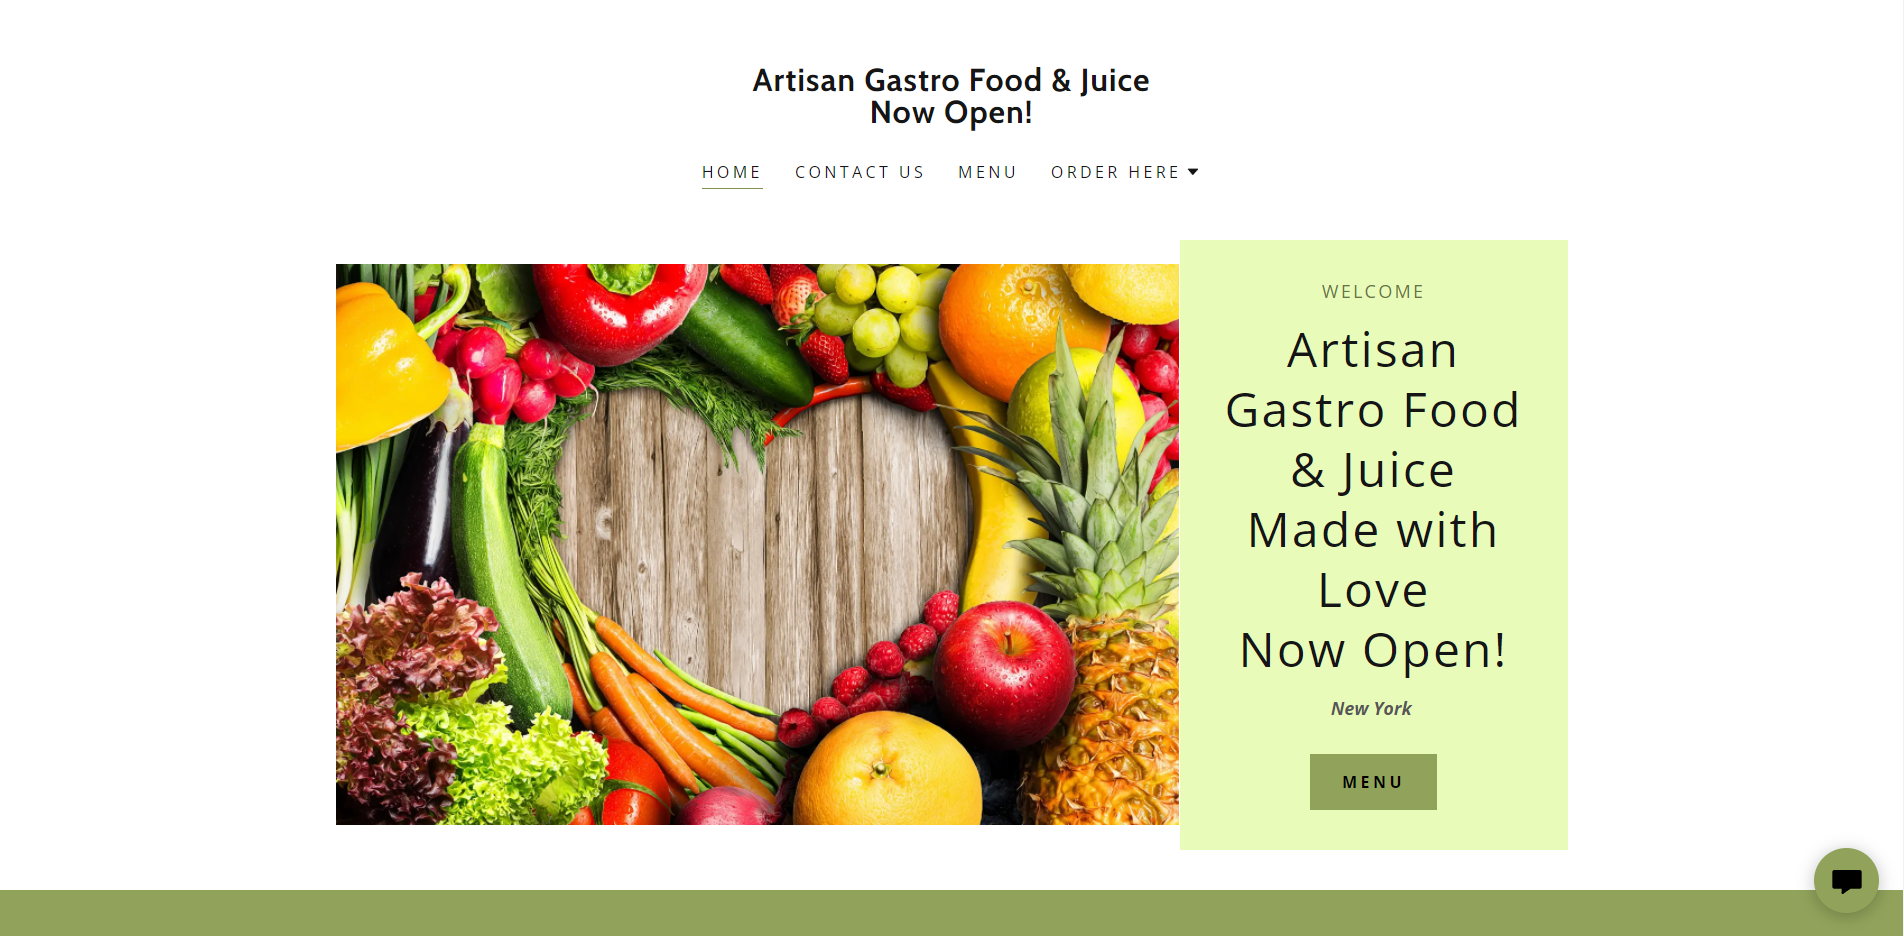 Artisan Gastro Food & Juice
Now Open!
HOME
CONTACT US
MENU
ORDER HERE
WELCOME
Artisan
Gastro Food
& Juice
Made with
Love
Now Open!
New York
MENU